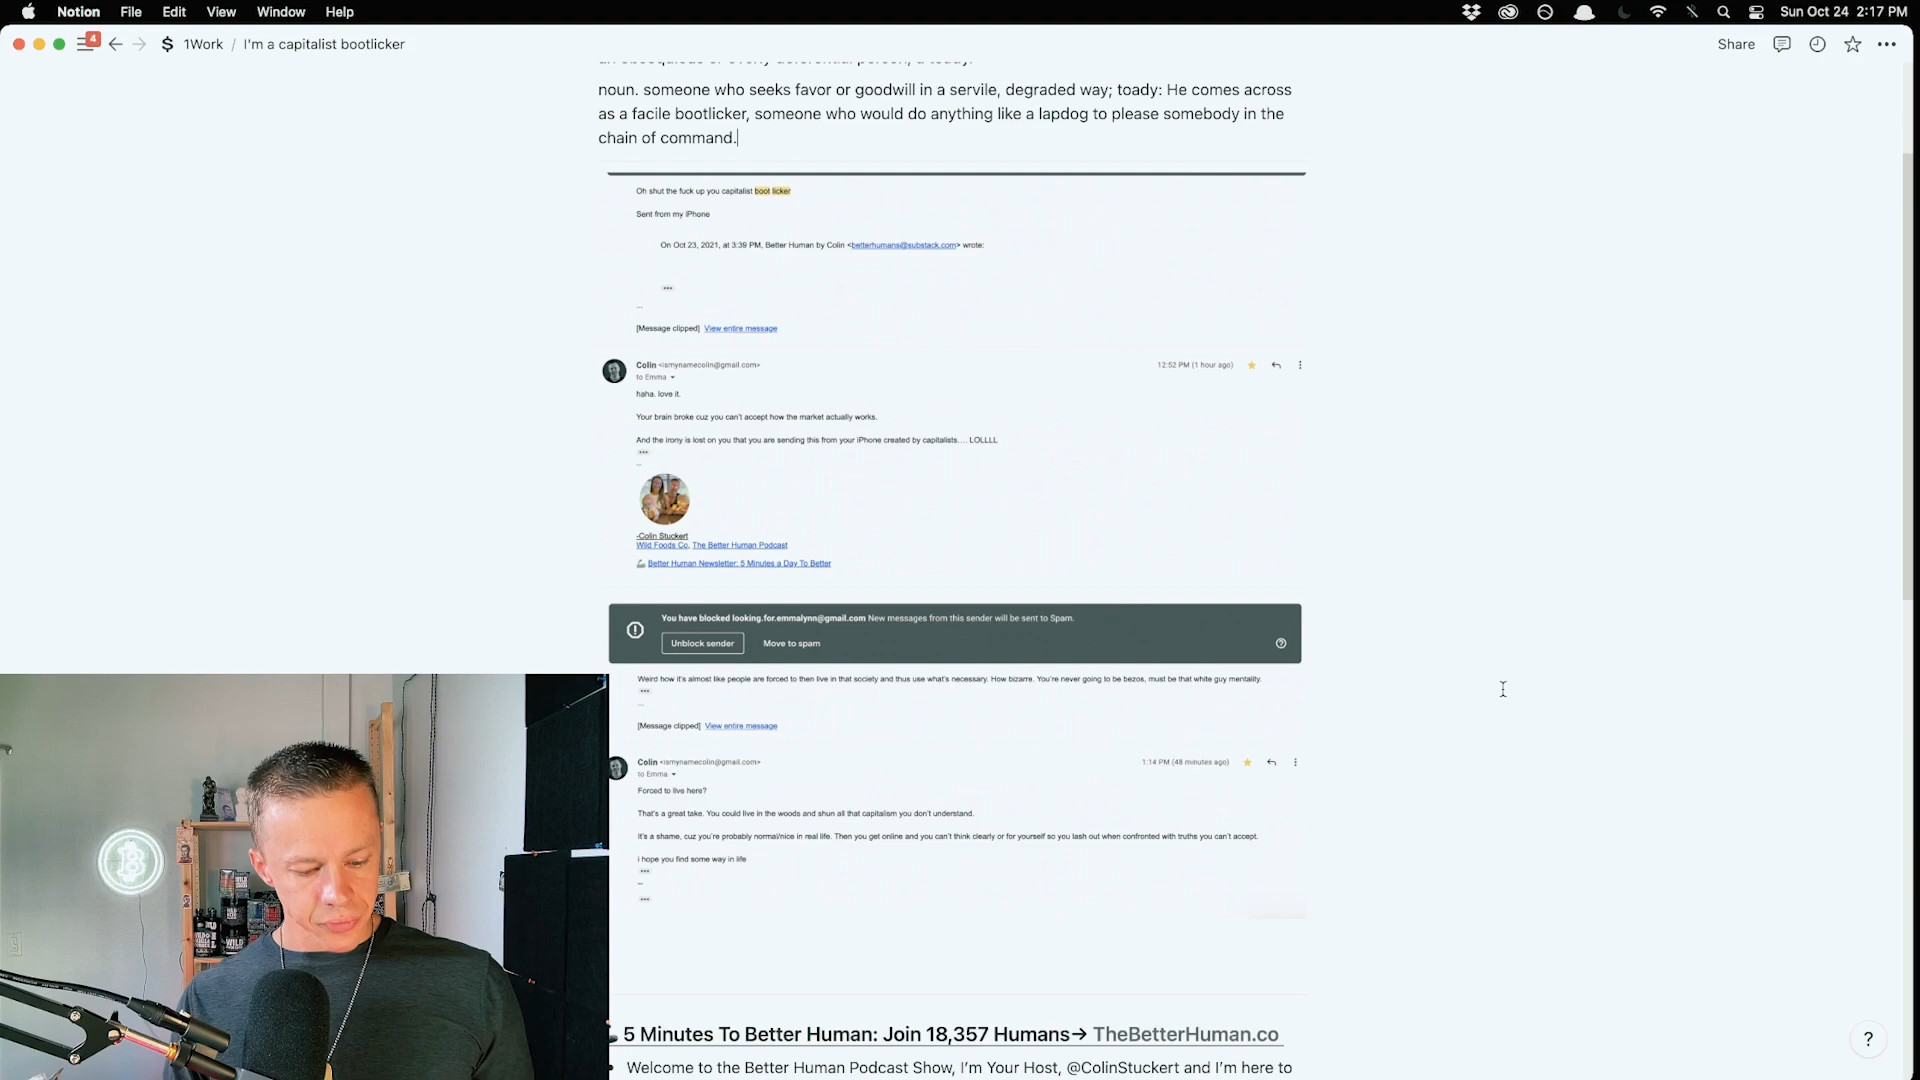 Notion File Edit View Window Help Sun Oct 24 2:17 PM
4 $ 1Work / I'm a capitalist bootlicker Share
noun. someone who seeks favor or goodwill in a servile, degraded way; toady: He comes across
as a facile bootlicker, someone who would do anything like a lapdog to please somebody in the
chain of command.
Oh shut the fuck up you capitalist boot licker
Sent from my iPhone
On Oct 23, 2021, at 3:39 PM, Better Human by Colin <betterhumans@substack.com> wrote:
...
[Message clipped] View entire message
Colin <ismynamecolin@gmail.com> 12:52 PM (1 hour ago)
to Emma
haha. love it.
Your brain broke cuz you can't accept how the market actually works.
And the irony is lost on you that you are sending this from your iPhone created by capitalists.... LOLLLL
--
-Colin Stuckert
Wild Foods Co, The Better Human Podcast
Better Human Newsletter: 5 Minutes a Day To Better
You have blocked looking.for.emmalynn@gmail.com New messages from this sender will be sent to Spam.
Unblock sender Move to spam
Weird how it's almost like people are forced to then live in that society and thus use what's necessary. How bizarre. You're never going to be bezos, must be that white guy mentality.
...
[Message clipped] View entire message
Colin <ismynamecolin@gmail.com> 1:14 PM (48 minutes ago)
to Emma
Forced to live here?
That's a great take. You could live in the woods and shun all that capitalism you don't understand.
It's a shame, cuz you're probably normal/nice in real life. Then you get online and you can't think clearly or for yourself so you lash out when confronted with truths you can't accept.
i hope you find some way in life
--
5 Minutes To Better Human: Join 18,357 Humans→ TheBetterHuman.co
Welcome to the Better Human Podcast Show, I'm Your Host, @ColinStuckert and I'm here to
?
WILD